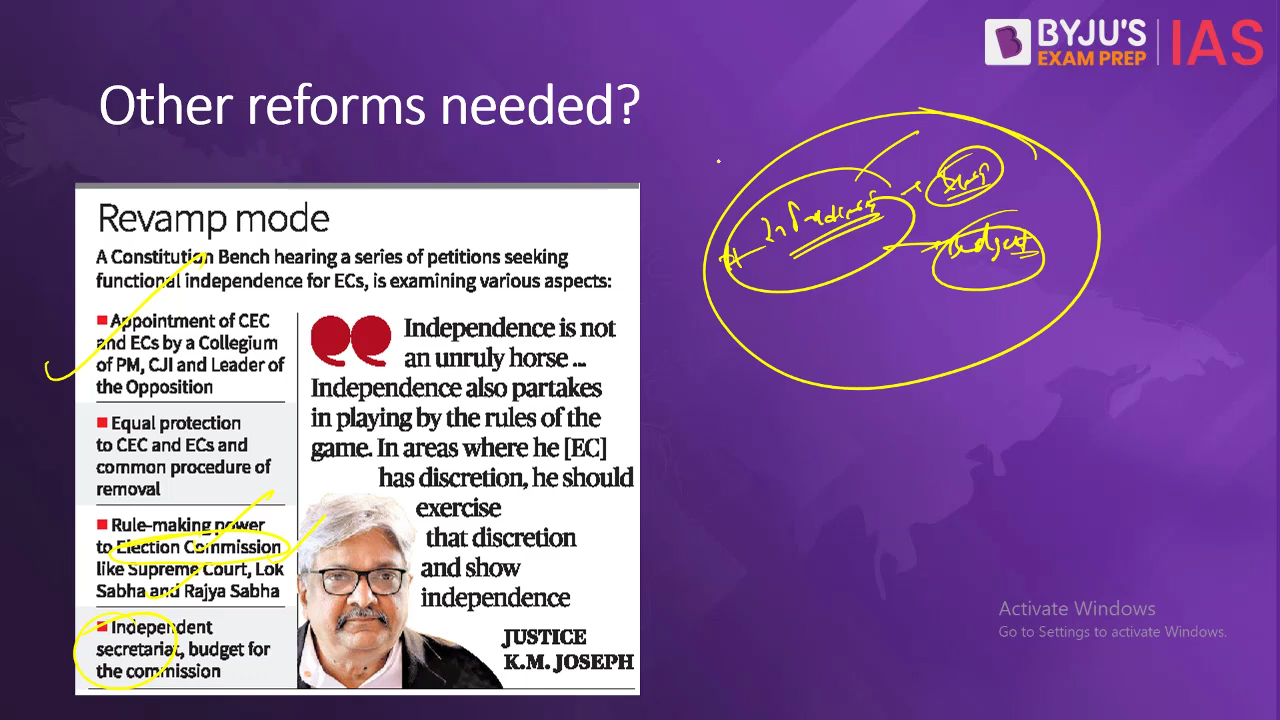 BYJU'S
EXAM PREP
IAS
Other reforms needed?
Revamp mode
A Constitution Bench hearing a series of petitions seeking
functional independence for ECs, is examining various aspects:
Appointment of CEC
and ECs by a Collegium
of PM, CJI and Leader of
the Opposition
Equal protection
to CEC and ECs and
common procedure of
removal
Rule-making power
to Election Commission
like Supreme Court, Lok
Sabha and Rajya Sabha
Independent
secretariat, budget for
the commission
Independence is not
an unruly horse ...
Independence also partakes
in playing by the rules of the
game. In areas where he [EC]
has discretion, he should
exercise
that discretion
and show
independence
JUSTICE
K.M. JOSEPH
Budget
Activate Windows
Go to Settings to activate Windows.